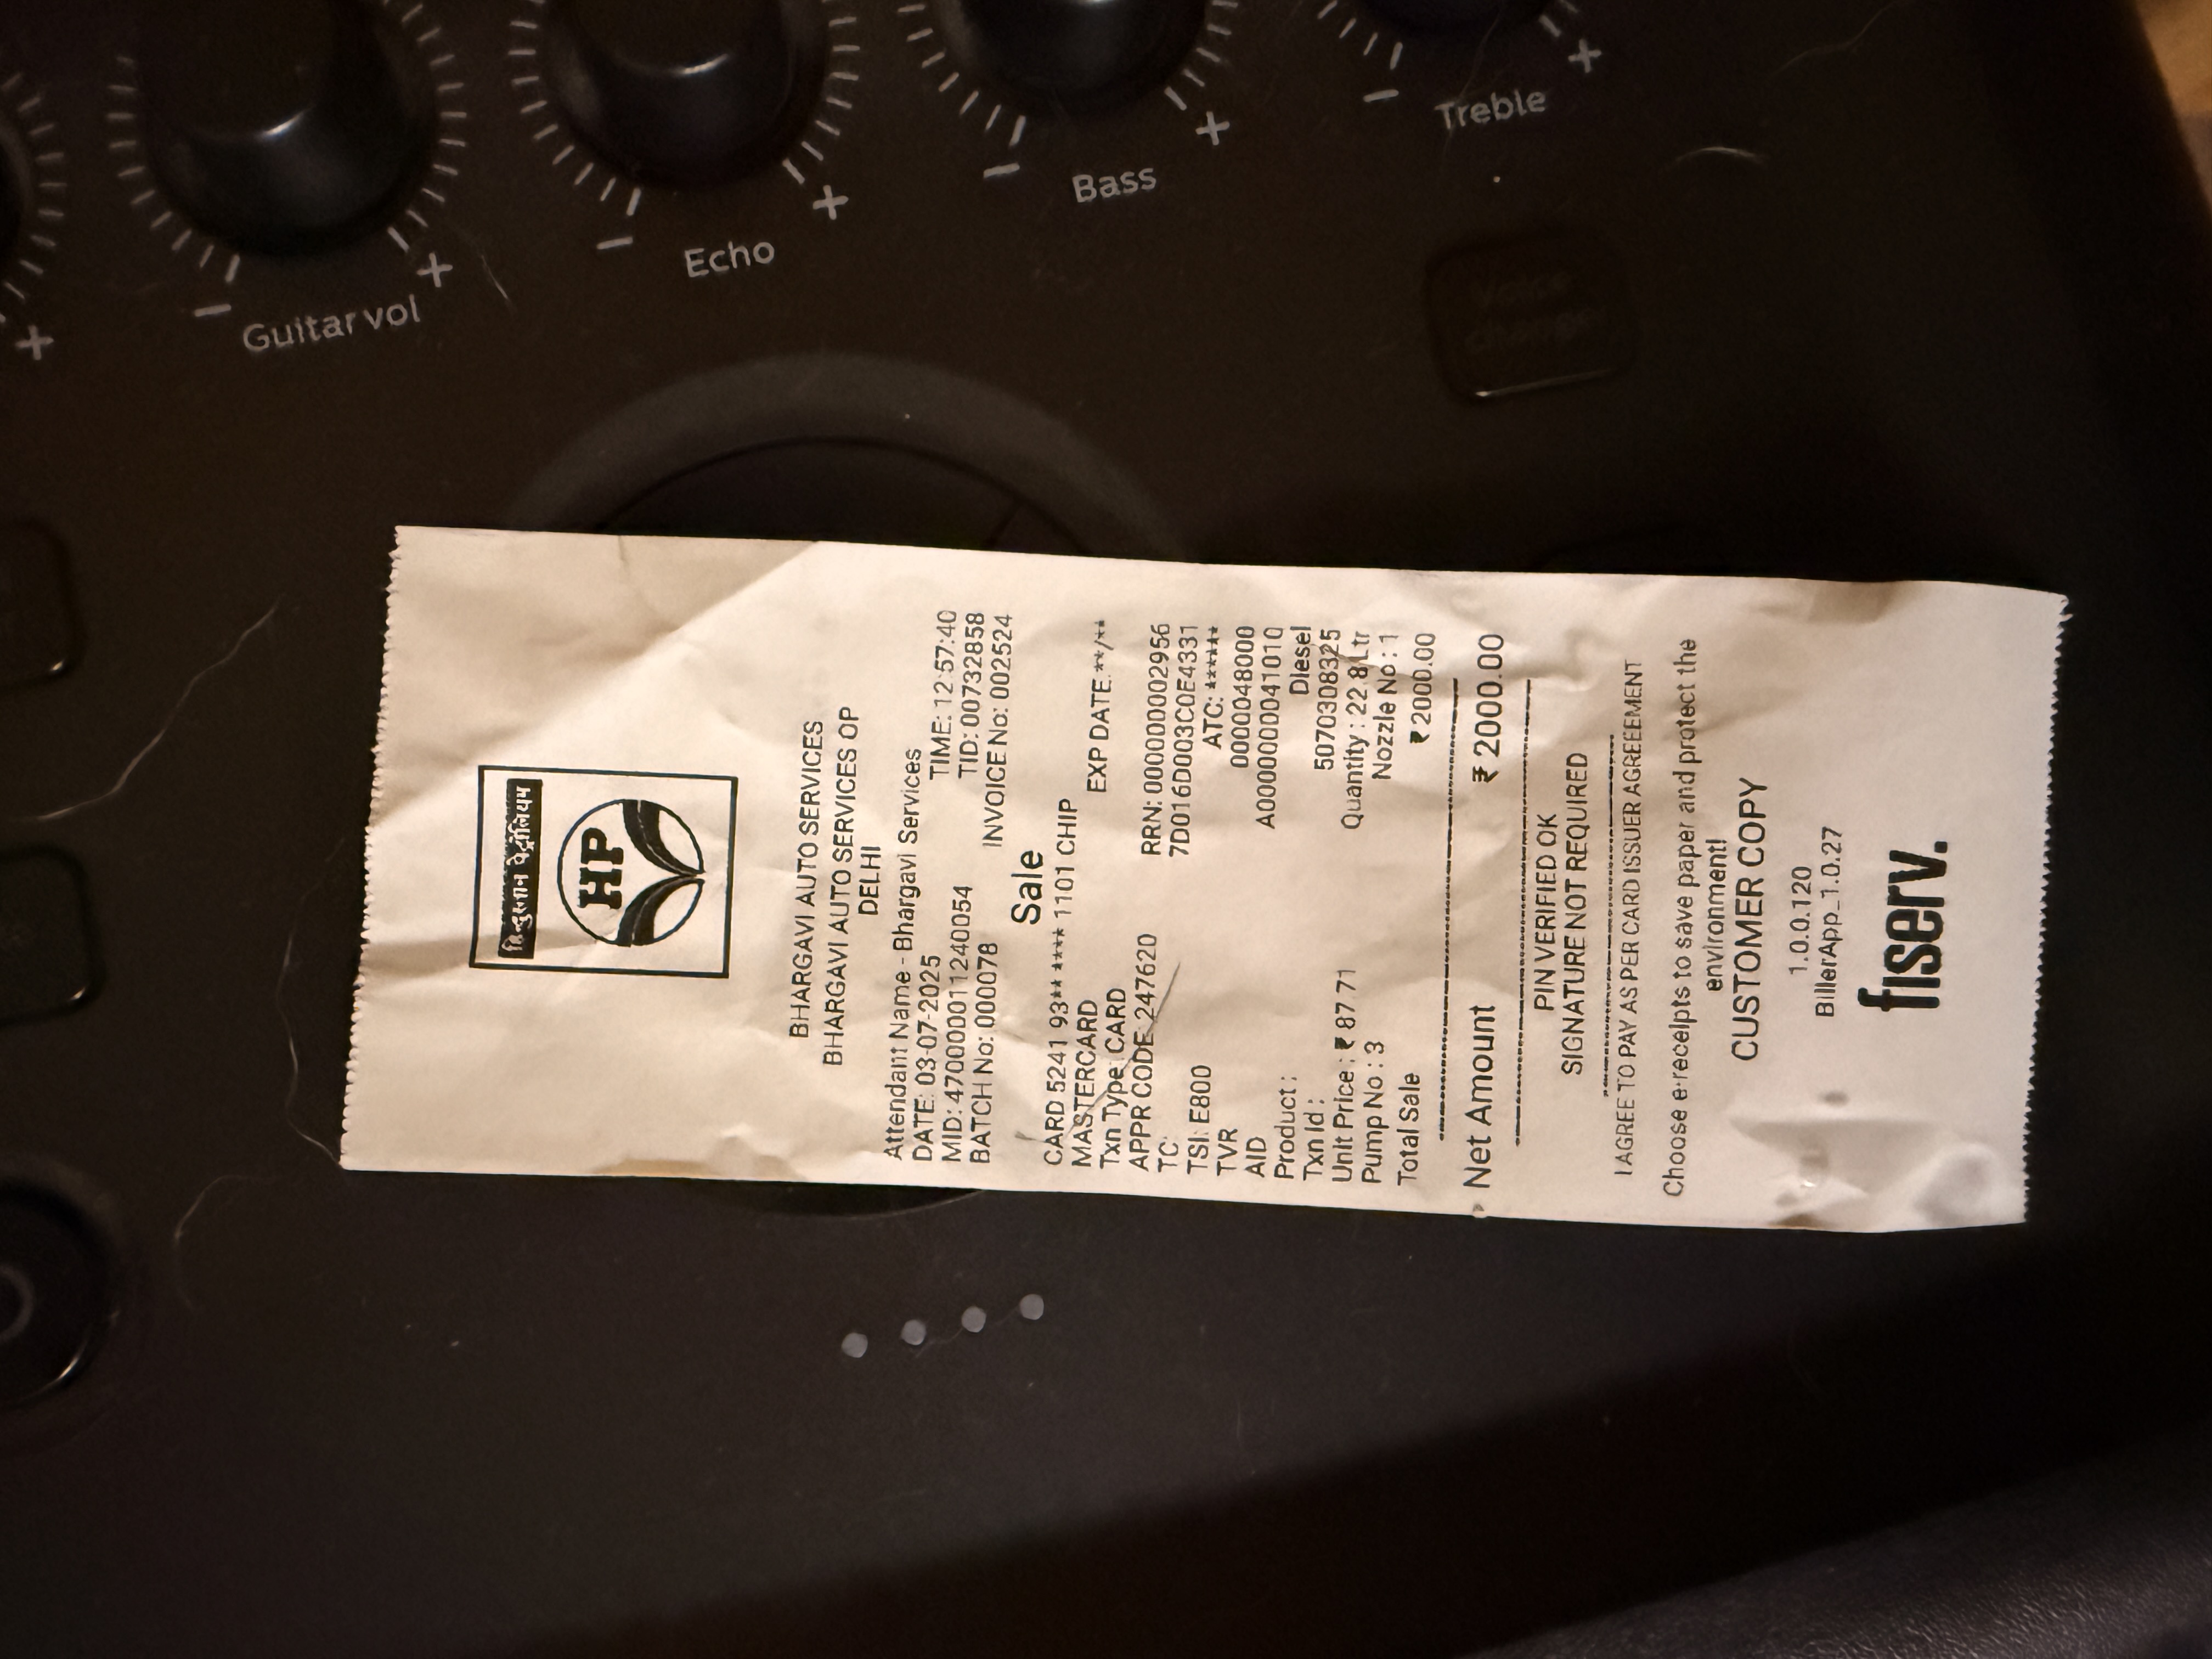 हिन्दुस्तान पेट्रोलियम
HP
BHARGAVI AUTO SERVICES
BHARGAVI AUTO SERVICES OP
DELHI
Attendant Name - Bhargavi Services
DATE: 03-07-2025 TIME: 12:57:40
MID: 470000011240054 TID: 00732858
BATCH No: 000078 INVOICE No: 002524
Sale
CARD 5241 93** **** 1101 CHIP
MASTERCARD EXP DATE **/**
Txn Type: CARD
APPR CODE: 247620 RRN: 000000002956
TC: 7D016D003C0E4331
TSI: E800 ATC: ******
TVR 0000048000
AID A0000000041010
Product : Diesel
Txn Id : 5070308325
Unit Price : ₹ 87.71 Quantity : 22.8Ltr
Pump No : 3 Nozzle No : 1
Total Sale ₹ 2000.00
Net Amount ₹ 2000.00
PIN VERIFIED OK
SIGNATURE NOT REQUIRED
I AGREE TO PAY AS PER CARD ISSUER AGREEEMENT
Choose e-receipts to save paper and protect the
environment!
CUSTOMER COPY
1.0.0.120
BillerApp_1.0.27
fiserv.
+
- Guitar vol +
- Echo +
- Bass +
- Treble +